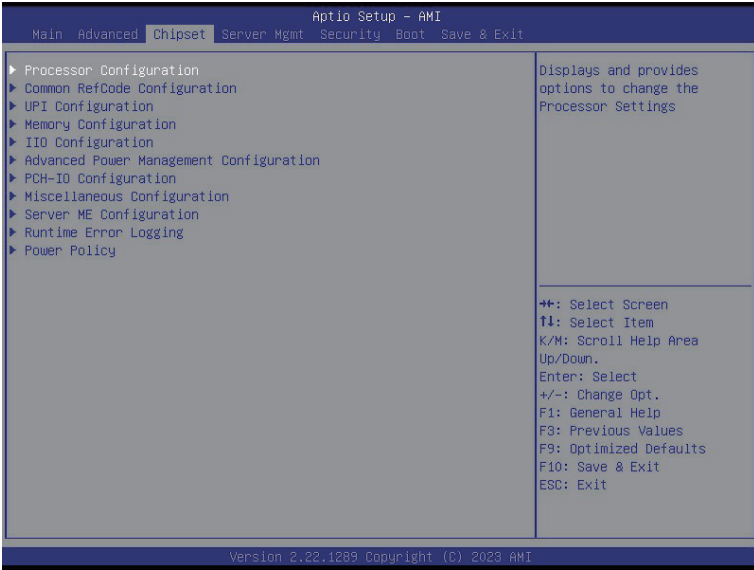 Aptio Setup – AMI
Main Advanced Chipset Server Mgmt Security Boot Save & Exit
▶ Processor Configuration
▶ Common RefCode Configuration
▶ UPI Configuration
▶ Memory Configuration
▶ IIO Configuration
▶ Advanced Power Management Configuration
▶ PCH-IO Configuration
▶ Miscellaneous Configuration
▶ Server ME Configuration
▶ Runtime Error Logging
▶ Power Policy
Displays and provides
options to change the
Processor Settings
→←: Select Screen
↑↓: Select Item
K/M: Scroll Help Area
Up/Down.
Enter: Select
+/-: Change Opt.
F1: General Help
F3: Previous Values
F9: Optimized Defaults
F10: Save & Exit
ESC: Exit
Version 2.22.1289 Copyright (C) 2023 AMI